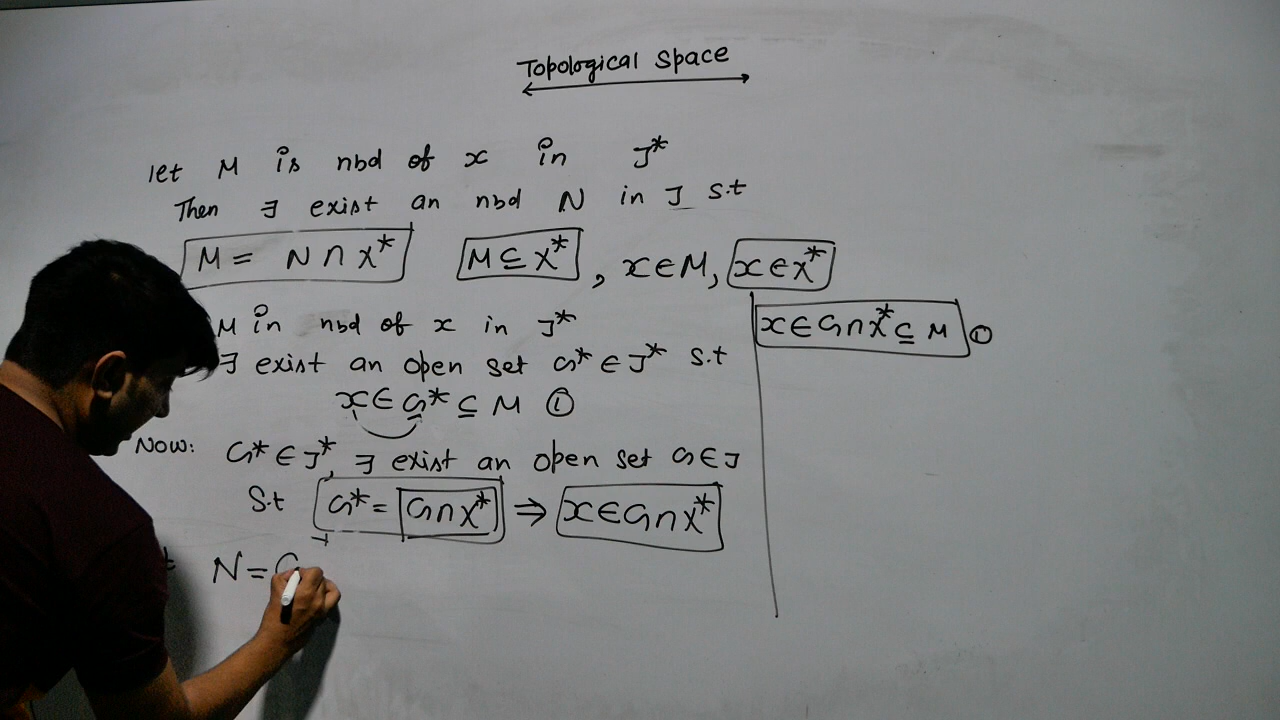 Topological Space
let M is nbd of x in J*
Then ∃ exist an nbd N in J s.t
M = N ∩ X* M ⊆ X* , x ∈ M, x ∈ X*
M in nbd of x in J*
∃ exist an open set G* ∈ J* s.t
x ∈ G* ⊆ M ①
Now: G* ∈ J*, ∃ exist an open set G ∈ J
S.t G* = G∩X* ⇒ x ∈ G∩X*
N = G
x ∈ G∩X* ⊆ M ①